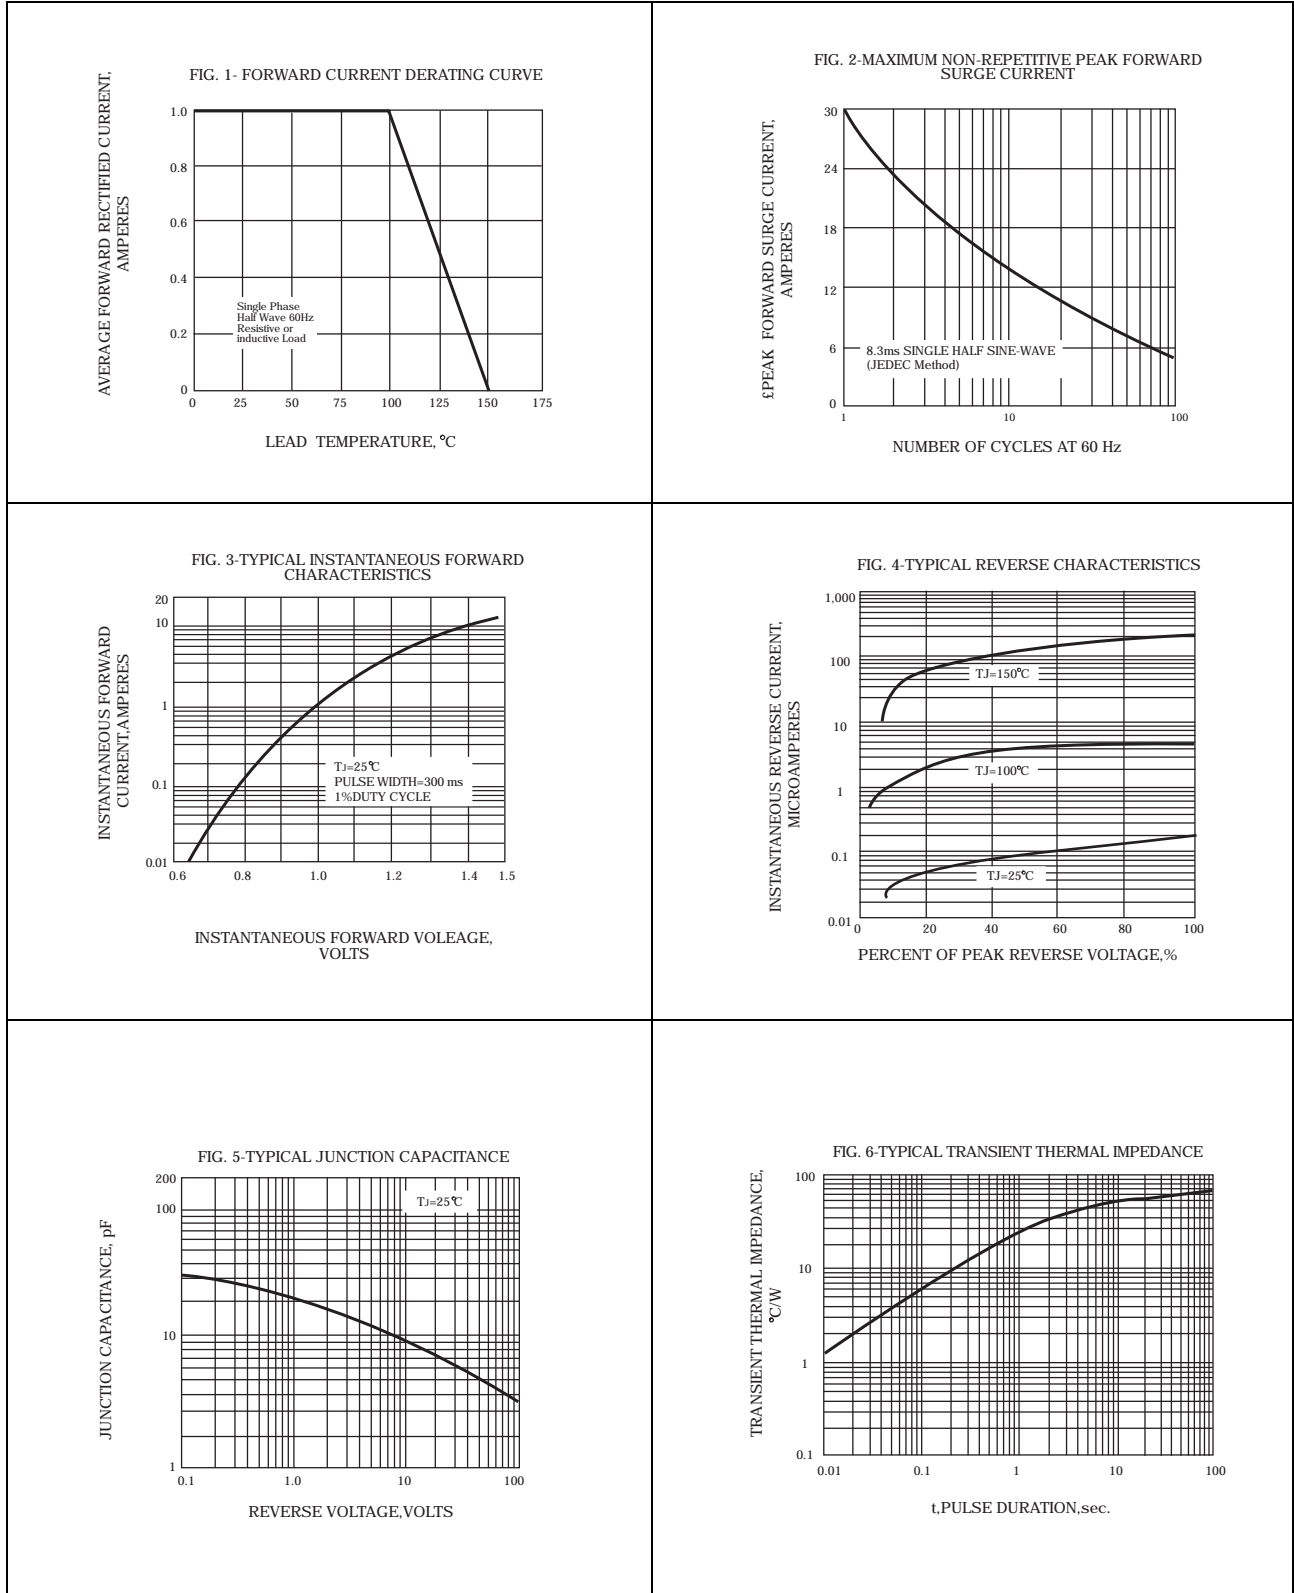 FIG. 1- FORWARD CURRENT DERATING CURVE
AVERAGE FORWARD RECTIFIED CURRENT,
AMPERES
1.0
0.8
0.6
0.4
0.2
0
Single Phase
Half Wave 60Hz
Resistive or
inductive Load
0 25 50 75 100 125 150 175
LEAD TEMPERATURE, °C
FIG. 2-MAXIMUM NON-REPETITIVE PEAK FORWARD
SURGE CURRENT
£PEAK FORWARD SURGE CURRENT,
AMPERES
30
24
18
12
6
0
8.3ms SINGLE HALF SINE-WAVE
(JEDEC Method)
1 10 100
NUMBER OF CYCLES AT 60 Hz
FIG. 3-TYPICAL INSTANTANEOUS FORWARD
CHARACTERISTICS
INSTANTANEOUS FORWARD
CURRENT,AMPERES
20
10
1
0.1
0.01
TJ=25°C
PULSE WIDTH=300 ms
1%DUTY CYCLE
0.6 0.8 1.0 1.2 1.4 1.5
INSTANTANEOUS FORWARD VOLEAGE,
VOLTS
FIG. 4-TYPICAL REVERSE CHARACTERISTICS
INSTANTANEOUS REVERSE CURRENT,
MICROAMPERES
1,000
100
10
1
0.1
0.01
TJ=150°C
TJ=100°C
TJ=25°C
0 20 40 60 80 100
PERCENT OF PEAK REVERSE VOLTAGE,%
FIG. 5-TYPICAL JUNCTION CAPACITANCE
JUNCTION CAPACITANCE, pF
200
100
10
1
TJ=25°C
0.1 1.0 10 100
REVERSE VOLTAGE,VOLTS
FIG. 6-TYPICAL TRANSIENT THERMAL IMPEDANCE
TRANSIENT THERMAL IMPEDANCE,
°C/W
100
10
1
0.1
0.01 0.1 1 10 100
t,PULSE DURATION,sec.